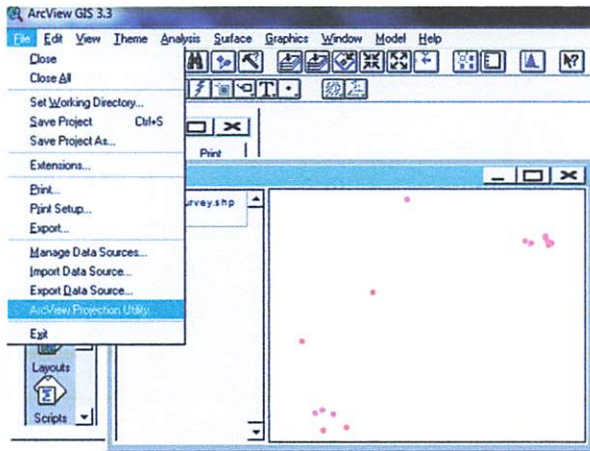 ArcView GIS 3.3
File Edit View Theme Analysis Surface Graphics Window Model Help
Close
Close All
Set Working Directory...
Save Project Ctrl+S
Save Project As...
Extensions...
Print...
Print Setup...
Export...
Manage Data Sources...
Import Data Source...
Export Data Source...
ArcView Projection Utility...
Exit
T
Print
urvey.shp
Layouts
Scripts